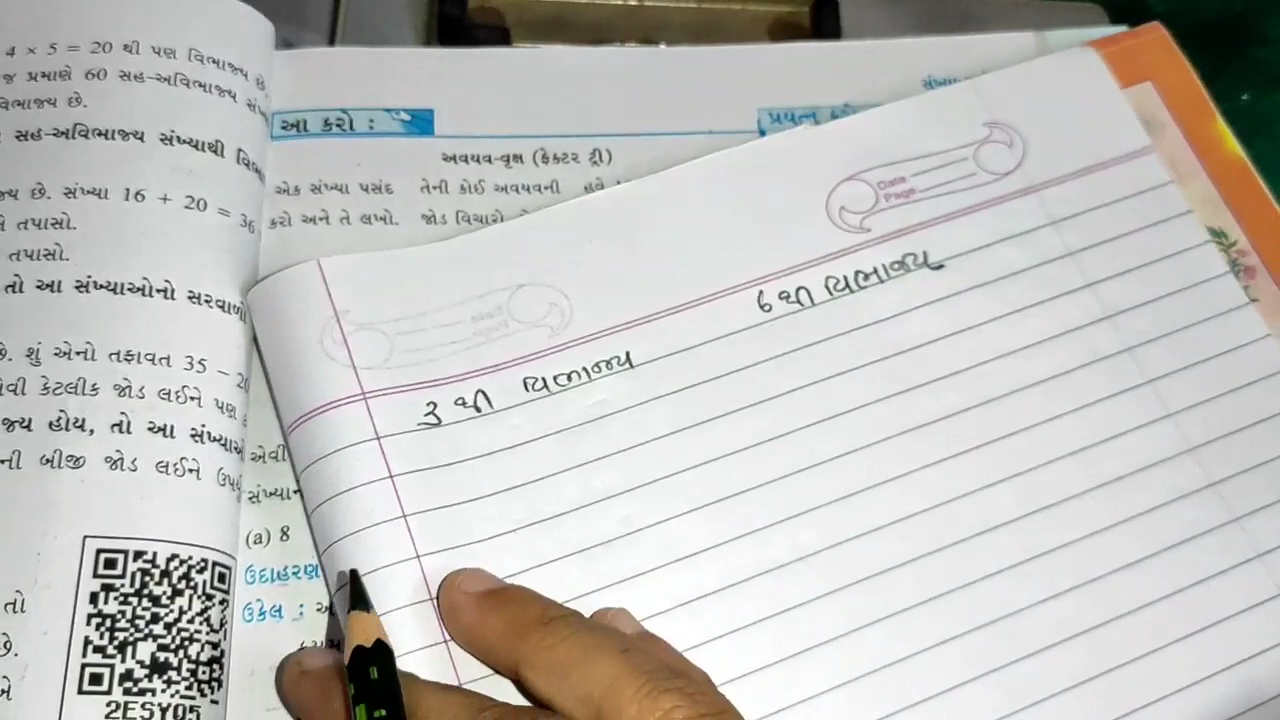 4 × 5 = 20 થી પણ વિભાજ્ય છે.
જ પ્રમાણે 60 સહ-અવિભાજ્ય
વિભાજ્ય છે.
સહ-અવિભાજ્ય સંખ્યાથી
છે. સંખ્યા 16 + 20 = 36
તપાસો.
તપાસો.
તો આ સંખ્યાઓનો સરવાળો
છે. શું એનો તફાવત 35 –
કેટલીક જોડ લઈને પણ
હોય, તો આ
ની બીજી જોડ લઈને
તો
છે.
2ESY05
આ કરો :
અવયવ-વૃક્ષ (ફેક્ટર ટ્રી)
એક સંખ્યા પસંદ
કરો અને તે લખો.
તેની કોઈ અવયવની
જોડ વિચારો
હવે
એવી
(a) 8
ઉદાહરણ
ઉકેલ :
Date
Page
3 થી વિભાજ્ય
6 થી વિભાજ્ય